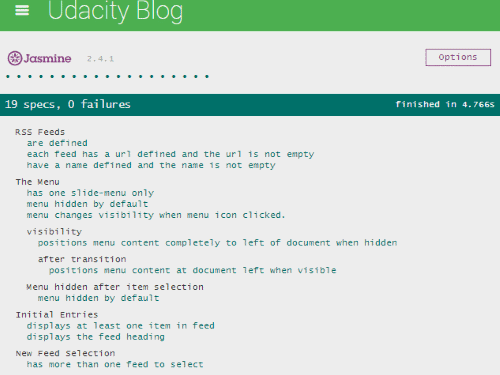 Udacity Blog
Jasmine 2.4.1 Options
19 specs, 0 failures finished in 4.766s
RSS Feeds
are defined
each feed has a url defined and the url is not empty
have a name defined and the name is not empty
The Menu
has one slide-menu only
menu hidden by default
menu changes visibility when menu icon clicked.
visibility
positions menu content completely to left of document when hidden
after transition
positions menu content at document left when visible
Menu hidden after item selection
menu hidden by default
Initial Entries
displays at least one item in feed
displays the feed heading
New Feed Selection
has more than one feed to select